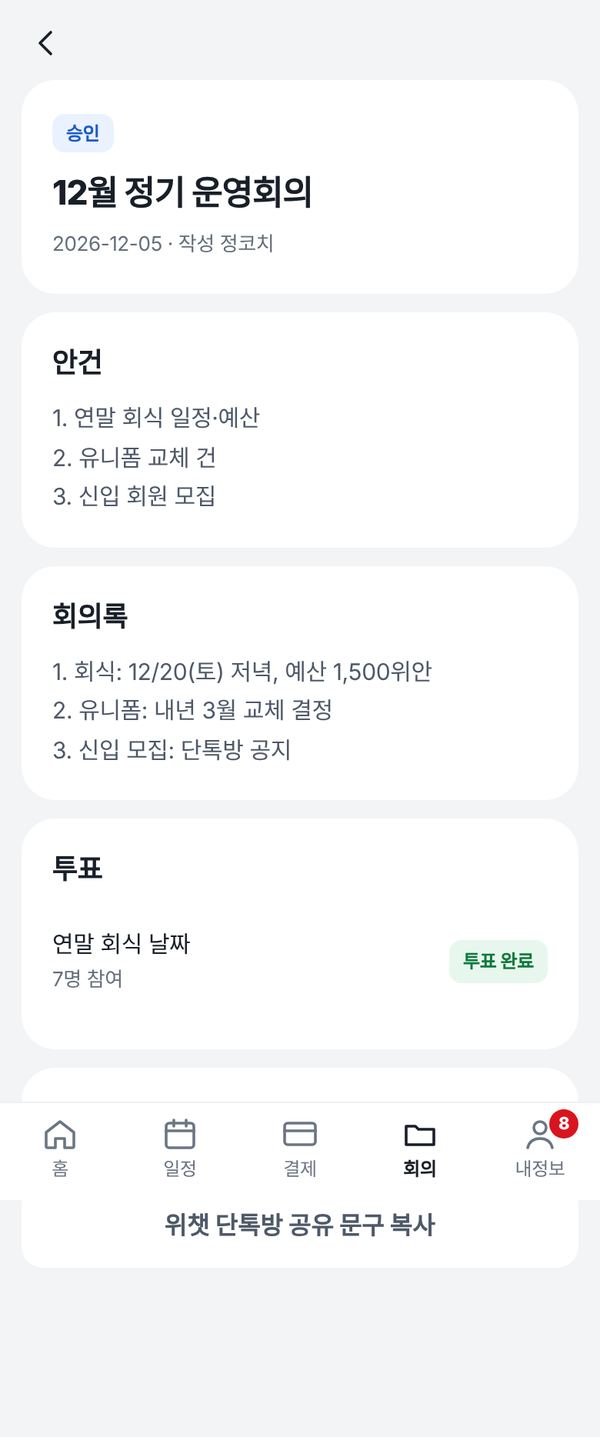 승인
12월 정기 운영회의
2026-12-05 · 작성 정코치
안건
1. 연말 회식 일정·예산
2. 유니폼 교체 건
3. 신입 회원 모집
회의록
1. 회식: 12/20(토) 저녁, 예산 1,500위안
2. 유니폼: 내년 3월 교체 결정
3. 신입 모집: 단톡방 공지
투표
연말 회식 날짜
7명 참여
투표 완료
홈
일정
결제
회의
8
내정보
위챗 단톡방 공유 문구 복사